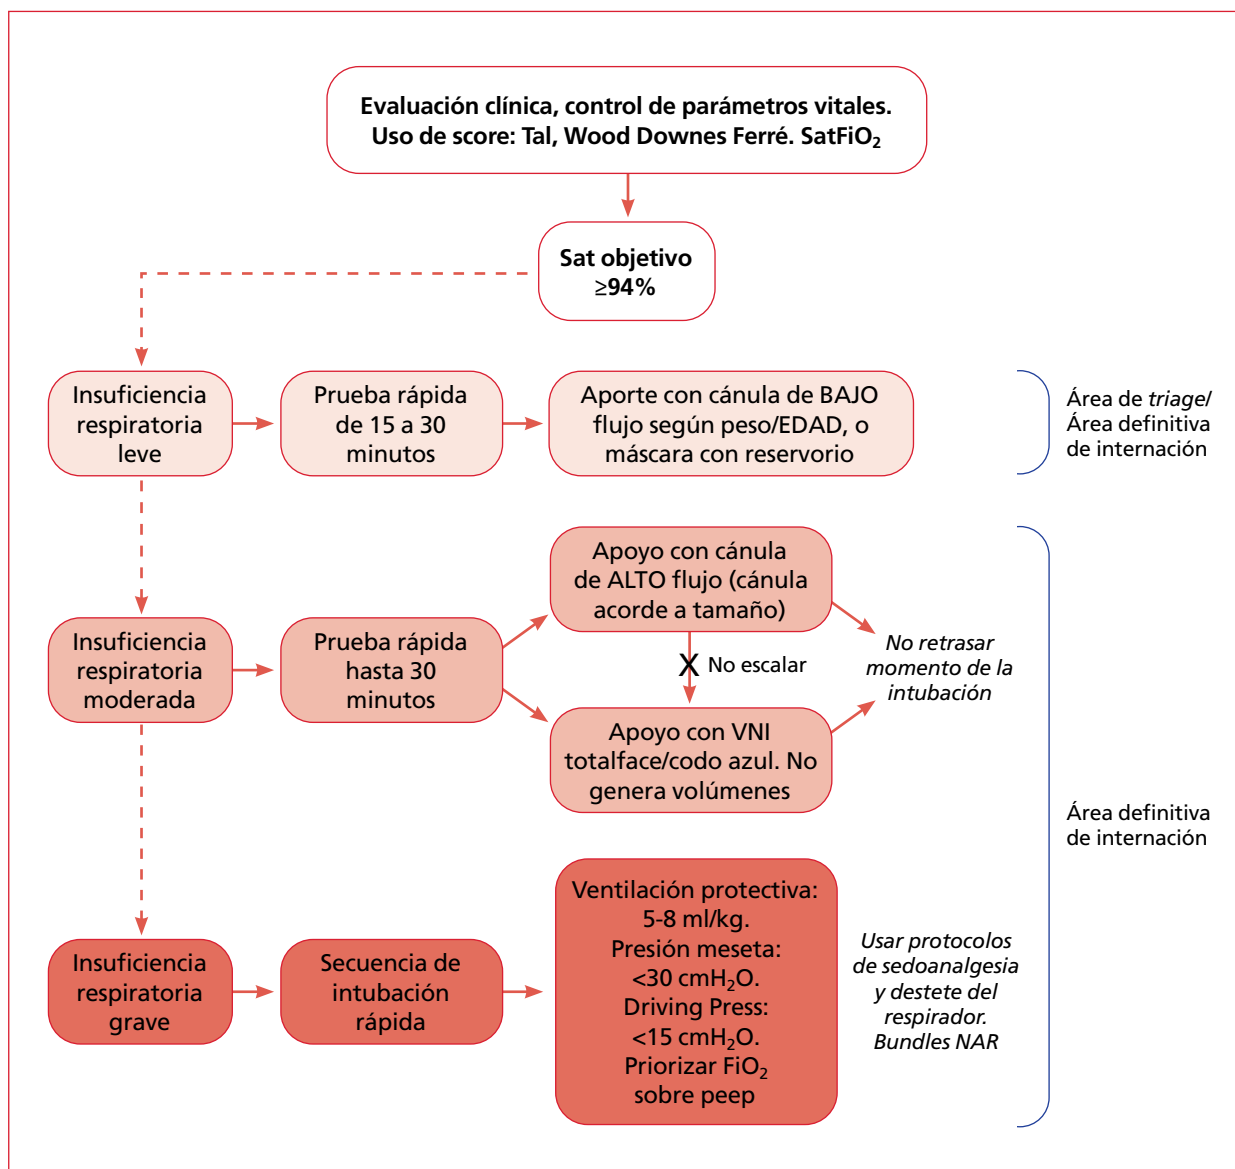 Evaluación clínica, control de parámetros vitales.
Uso de score: Tal, Wood Downes Ferré. SatFiO₂
Sat objetivo
≥94%
Insuficiencia
respiratoria
leve
Prueba rápida
de 15 a 30
minutos
Aporte con cánula de BAJO
flujo según peso/EDAD, o
máscara con reservorio
Área de triage/
Área definitiva
de internación
Insuficiencia
respiratoria
moderada
Prueba rápida
hasta 30
minutos
Apoyo con cánula
de ALTO flujo (cánula
acorde a tamaño)
X No escalar
Apoyo con VNI
totalface/codo azul. No
genera volúmenes
No retrasar
momento de la
intubación
Insuficiencia
respiratoria
grave
Secuencia de
intubación
rápida
Ventilación protectiva:
5-8 ml/kg.
Presión meseta:
<30 cmH₂O.
Driving Press:
<15 cmH₂O.
Priorizar FiO₂
sobre peep
Usar protocolos
de sedoanalgesia
y destete del
respirador.
Bundles NAR
Área definitiva
de internación